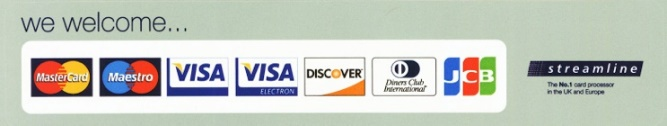 we welcome...
MasterCard
Maestro
VISA
VISA
ELECTRON
DISCOVER
Diners Club
International
JCB
streamline
The No.1 card processor
in the UK and Europe